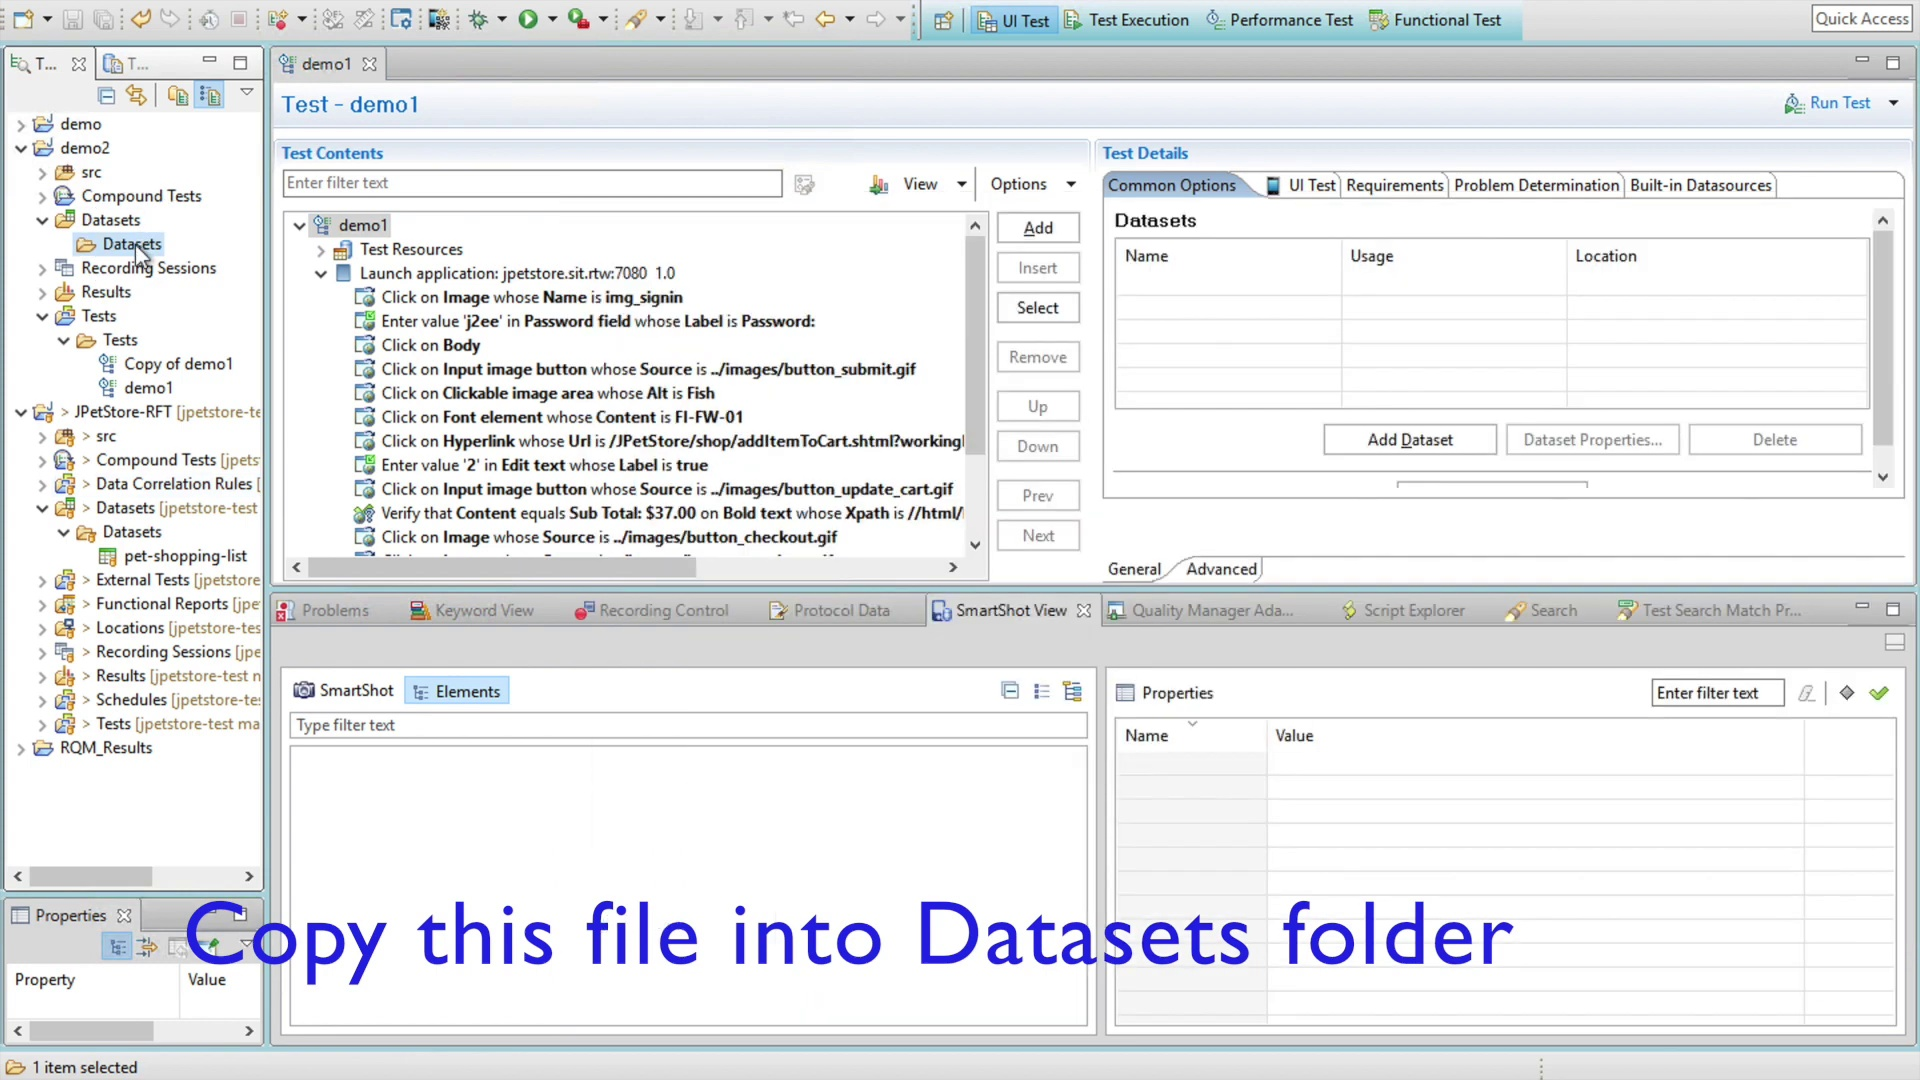 UI Test
Test Execution
Performance Test
Functional Test
Quick Access
T...
T...
demo
demo2
src
Compound Tests
Datasets
Datasets
Recording Sessions
Results
Tests
Tests
Copy of demo1
demo1
> JPetStore-RFT [jpetstore-te
> src
> Compound Tests [jpets
> Data Correlation Rules [
> Datasets [jpetstore-test
Datasets
pet-shopping-list
> External Tests [jpetstore
> Functional Reports [jpe
> Locations [jpetstore-tes
> Recording Sessions [jpe
> Results [jpetstore-test n
> Schedules [jpetstore-te
> Tests [jpetstore-test ma
RQM_Results
demo1
Test - demo1
Run Test
Test Contents
Enter filter text
View
Options
demo1
Test Resources
Launch application: jpetstore.sit.rtw:7080 1.0
Click on Image whose Name is img_signin
Enter value 'j2ee' in Password field whose Label is Password:
Click on Body
Click on Input image button whose Source is ../images/button_submit.gif
Click on Clickable image area whose Alt is Fish
Click on Font element whose Content is FI-FW-01
Click on Hyperlink whose Url is /JPetStore/shop/addItemToCart.shtml?working
Enter value '2' in Edit text whose Label is true
Click on Input image button whose Source is ../images/button_update_cart.gif
Verify that Content equals Sub Total: $37.00 on Bold text whose Xpath is //html/
Click on Image whose Source is ../images/button_checkout.gif
Add
Insert
Select
Remove
Up
Down
Prev
Next
Test Details
Common Options
UI Test
Requirements
Problem Determination
Built-in Datasources
Datasets
Name Usage Location
Add Dataset
Dataset Properties...
Delete
General
Advanced
Problems
Keyword View
Recording Control
Protocol Data
SmartShot View
Quality Manager Ada...
Script Explorer
Search
Test Search Match Pr...
SmartShot
Elements
Type filter text
Properties
Enter filter text
Name
Value
Properties
Property
Value
Copy this file into Datasets folder
1 item selected